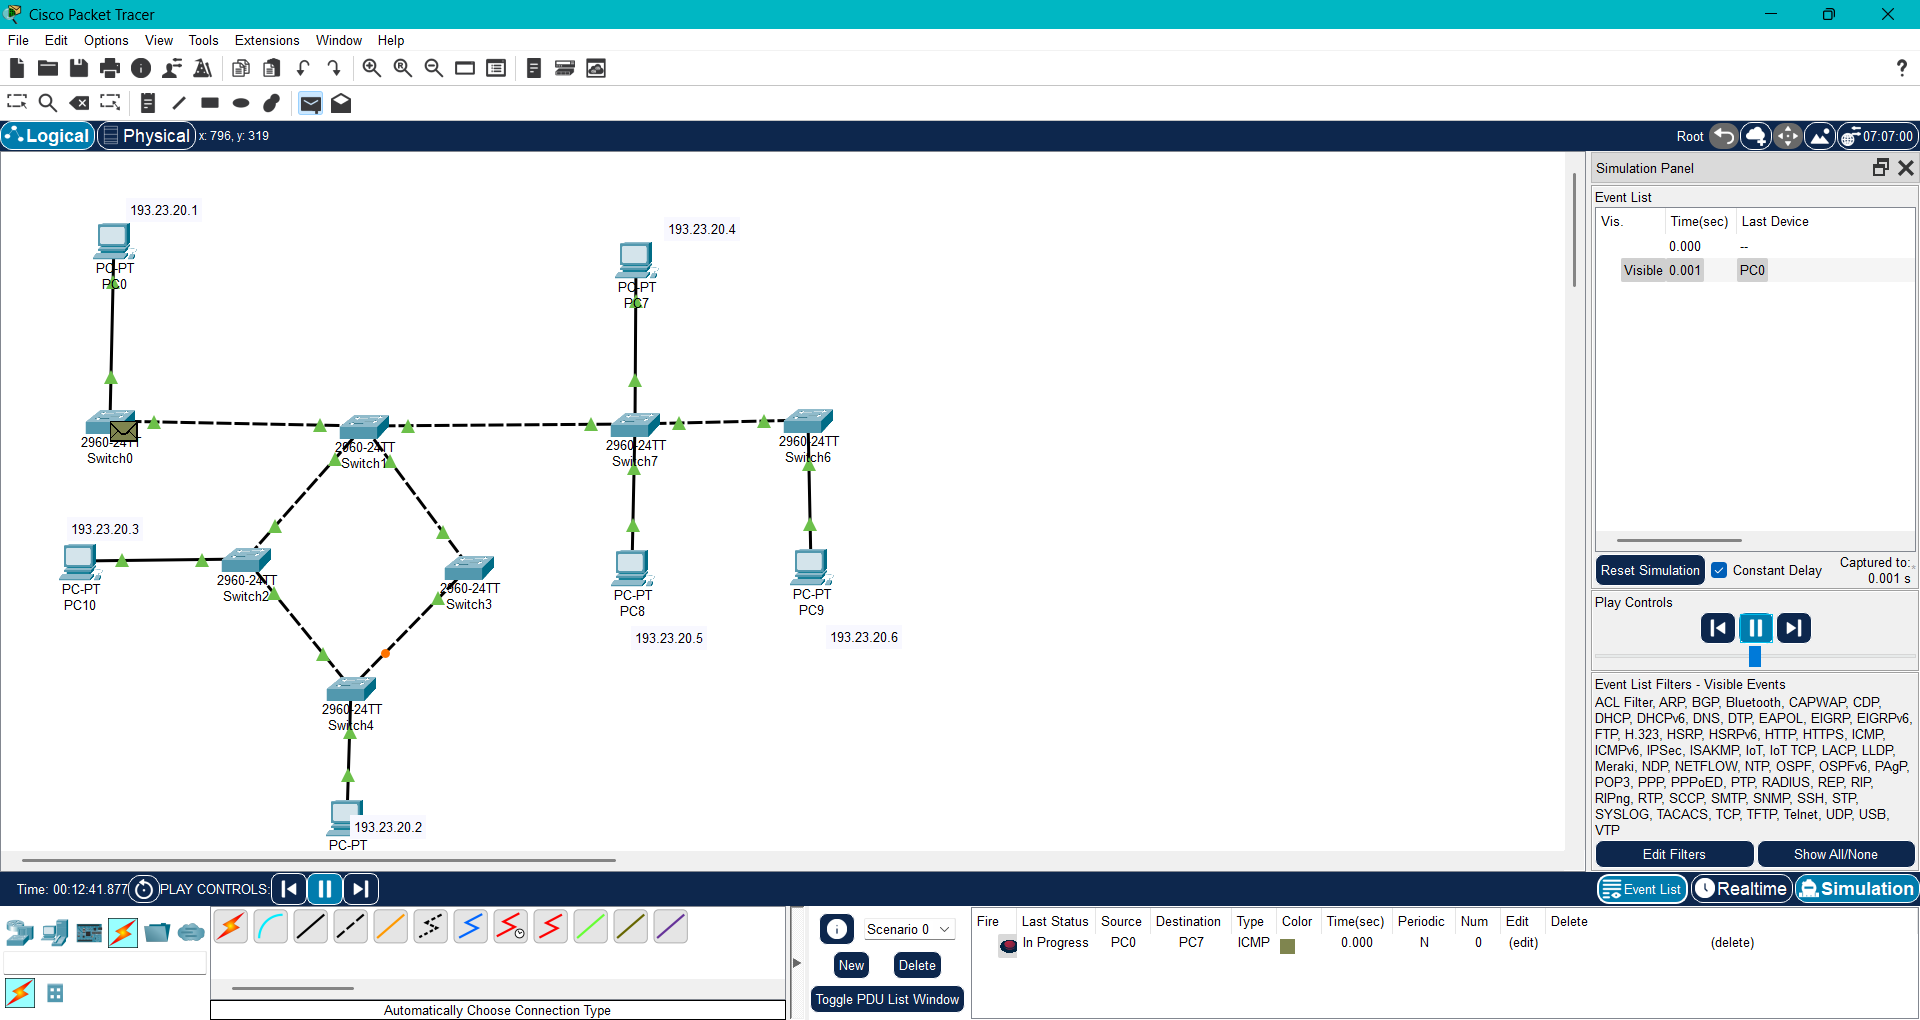 Cisco Packet Tracer
File Edit Options View Tools Extensions Window Help
Logical Physical x: 796, y: 319 Root 07:07:00
193.23.20.1
PC-PT
PC0
193.23.20.4
PC-PT
PC7
2960-24TT
Switch0
2960-24TT
Switch1
2960-24TT
Switch7
2960-24TT
Switch6
193.23.20.3
PC-PT
PC10
2960-24TT
Switch2
2960-24TT
Switch3
PC-PT
PC8
193.23.20.5
PC-PT
PC9
193.23.20.6
2960-24TT
Switch4
193.23.20.2
PC-PT
Simulation Panel
Event List
Vis. Time(sec) Last Device
0.000 --
Visible 0.001 PC0
Reset Simulation Constant Delay Captured to:
0.001 s
Play Controls
Event List Filters - Visible Events
ACL Filter, ARP, BGP, Bluetooth, CAPWAP, CDP,
DHCP, DHCPv6, DNS, DTP, EAPOL, EIGRP, EIGRPv6,
FTP, H.323, HSRP, HSRPv6, HTTP, HTTPS, ICMP,
ICMPv6, IPSec, ISAKMP, IoT, IoT TCP, LACP, LLDP,
Meraki, NDP, NETFLOW, NTP, OSPF, OSPFv6, PAgP,
POP3, PPP, PPPoED, PTP, RADIUS, REP, RIP,
RIPng, RTP, SCCP, SMTP, SNMP, SSH, STP,
SYSLOG, TACACS, TCP, TFTP, Telnet, UDP, USB,
VTP
Edit Filters Show All/None
Time: 00:12:41.877 PLAY CONTROLS: Event List Realtime Simulation
Automatically Choose Connection Type
Scenario 0
New Delete
Toggle PDU List Window
Fire Last Status Source Destination Type Color Time(sec) Periodic Num Edit Delete
In Progress PC0 PC7 ICMP 0.000 N 0 (edit) (delete)